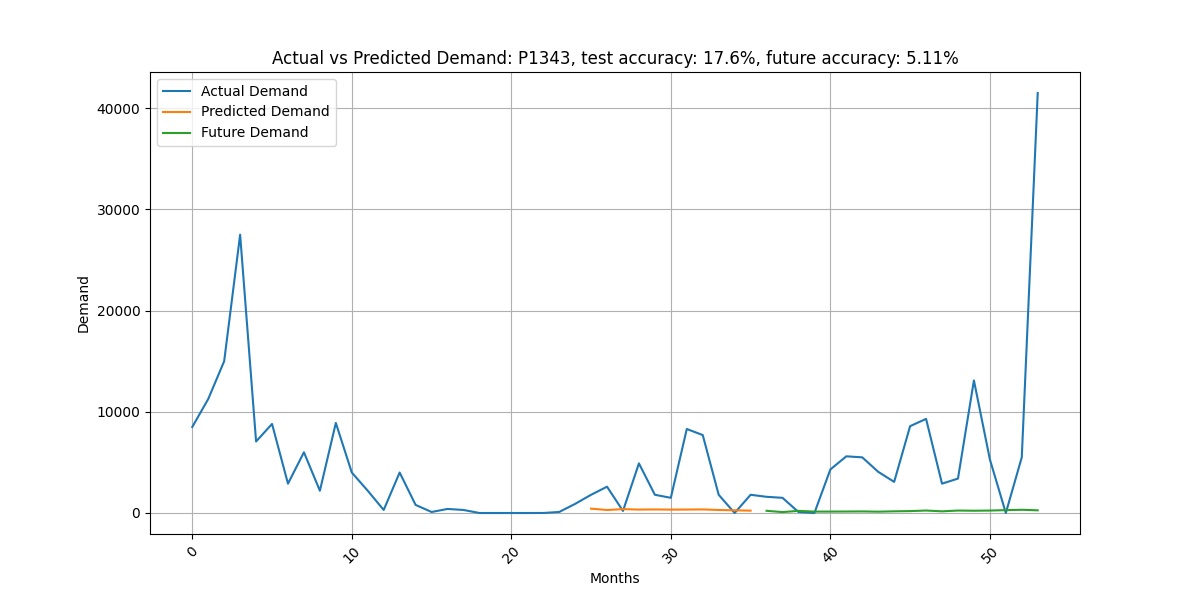 Actual vs Predicted Demand: P1343, test accuracy: 17.6%, future accuracy: 5.11%
Actual Demand
Predicted Demand
Future Demand
40000
30000
20000
10000
0
Demand
0 10 20 30 40 50
Months